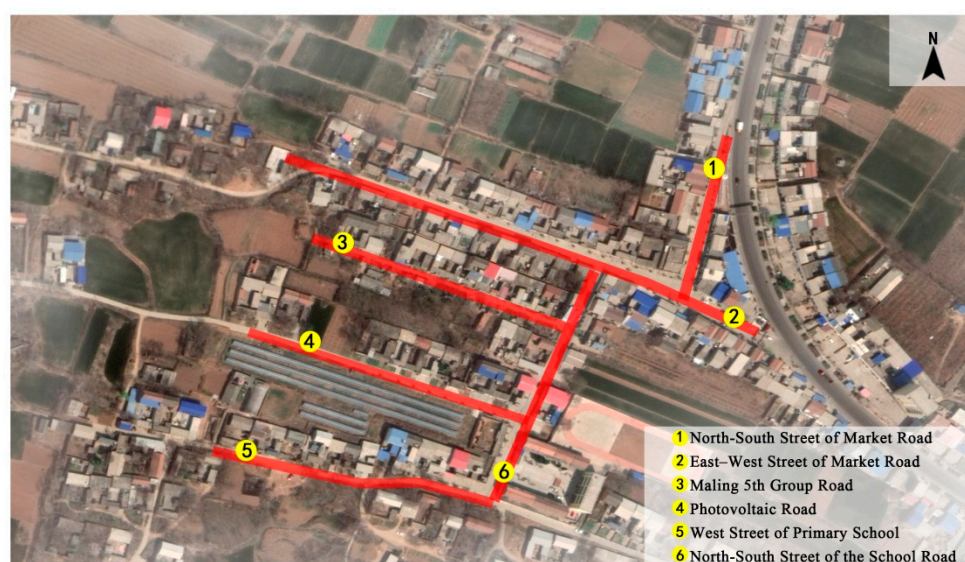 N
1
3
2
4
5
6
1 North-South Street of Market Road
2 East–West Street of Market Road
3 Maling 5th Group Road
4 Photovoltaic Road
5 West Street of Primary School
6 North-South Street of the School Road